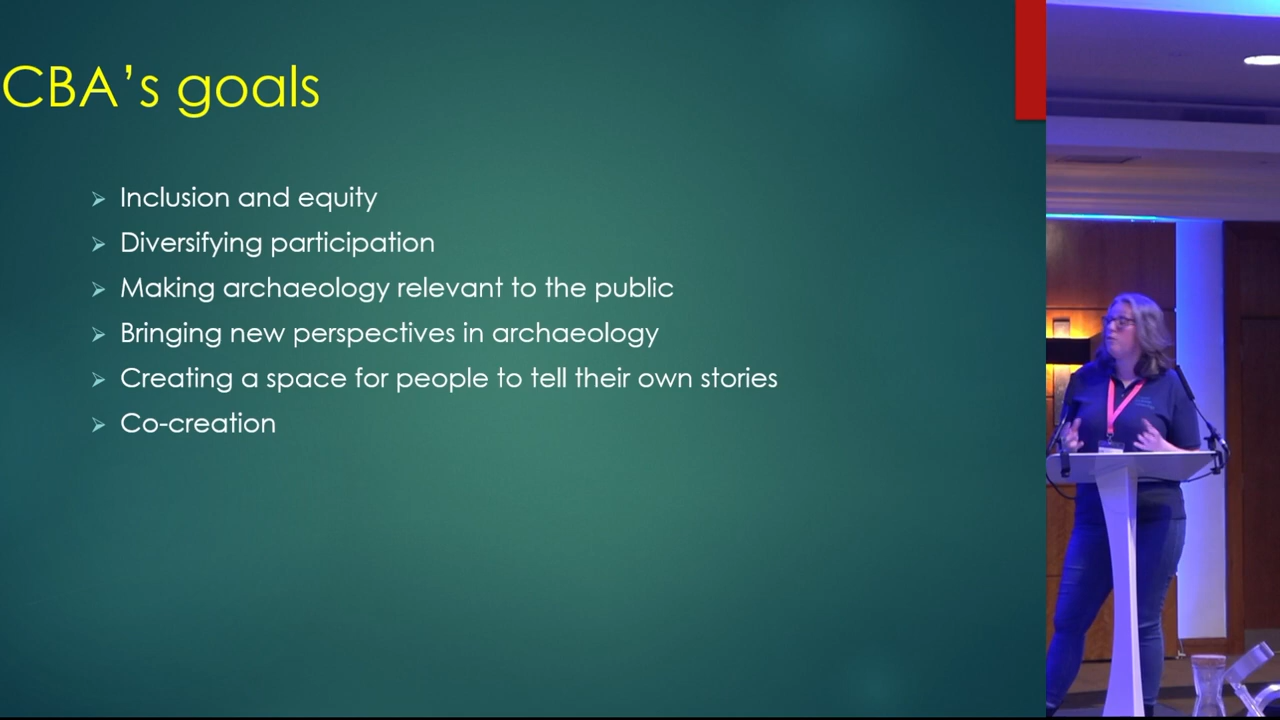 CBA's goals
Inclusion and equity
Diversifying participation
Making archaeology relevant to the public
Bringing new perspectives in archaeology
Creating a space for people to tell their own stories
Co-creation